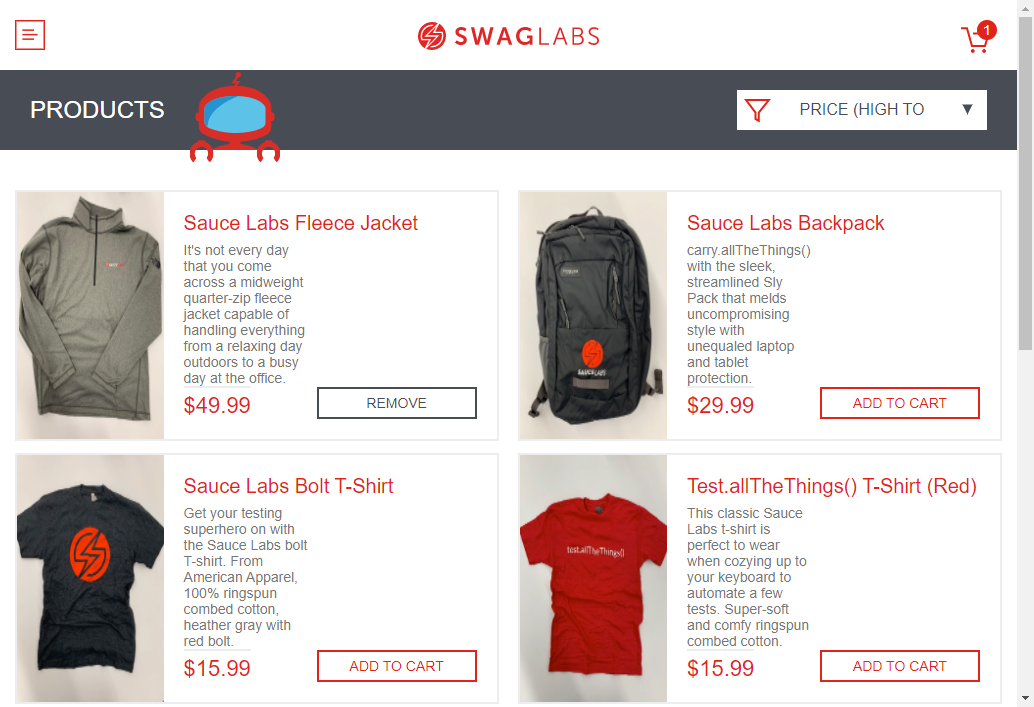 SWAGLABS
1
PRODUCTS
PRICE (HIGH TO
Sauce Labs Fleece Jacket
It's not every day
that you come
across a midweight
quarter-zip fleece
jacket capable of
handling everything
from a relaxing day
outdoors to a busy
day at the office.
$49.99
REMOVE
Sauce Labs Backpack
carry.allTheThings()
with the sleek,
streamlined Sly
Pack that melds
uncompromising
style with
unequaled laptop
and tablet
protection.
$29.99
ADD TO CART
SAUCELABS
Sauce Labs Bolt T-Shirt
Get your testing
superhero on with
the Sauce Labs bolt
T-shirt. From
American Apparel,
100% ringspun
combed cotton,
heather gray with
red bolt.
$15.99
ADD TO CART
test.allTheThings()
Test.allTheThings() T-Shirt (Red)
This classic Sauce
Labs t-shirt is
perfect to wear
when cozying up to
your keyboard to
automate a few
tests. Super-soft
and comfy ringspun
combed cotton.
$15.99
ADD TO CART